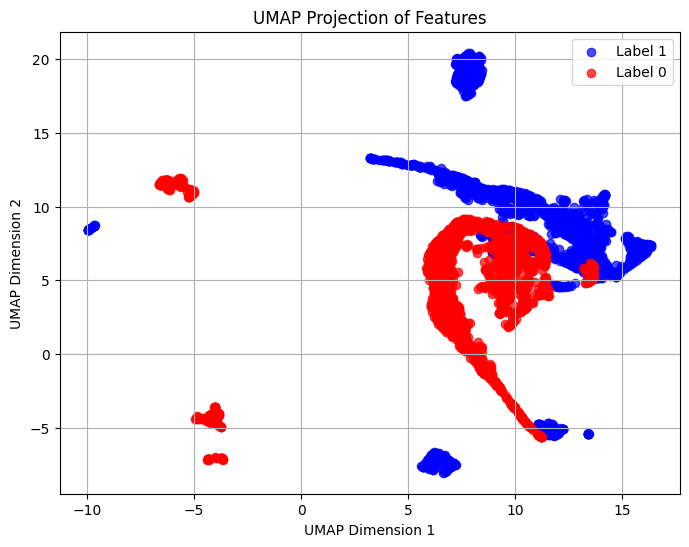 UMAP Projection of Features
Label 1
Label 0
UMAP Dimension 2
20
15
10
5
0
−5
−10
−5
0
5
10
15
UMAP Dimension 1